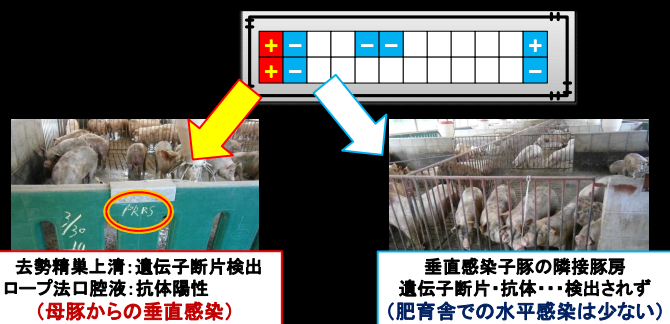 + − − − +
+ − −
PRRS
2/30
去勢精巣上清：遺伝子断片検出
ロープ法口腔液：抗体陽性
（母豚からの垂直感染）
垂直感染子豚の隣接豚房
遺伝子断片・抗体・・・検出されず
（肥育舎での水平感染は少ない）